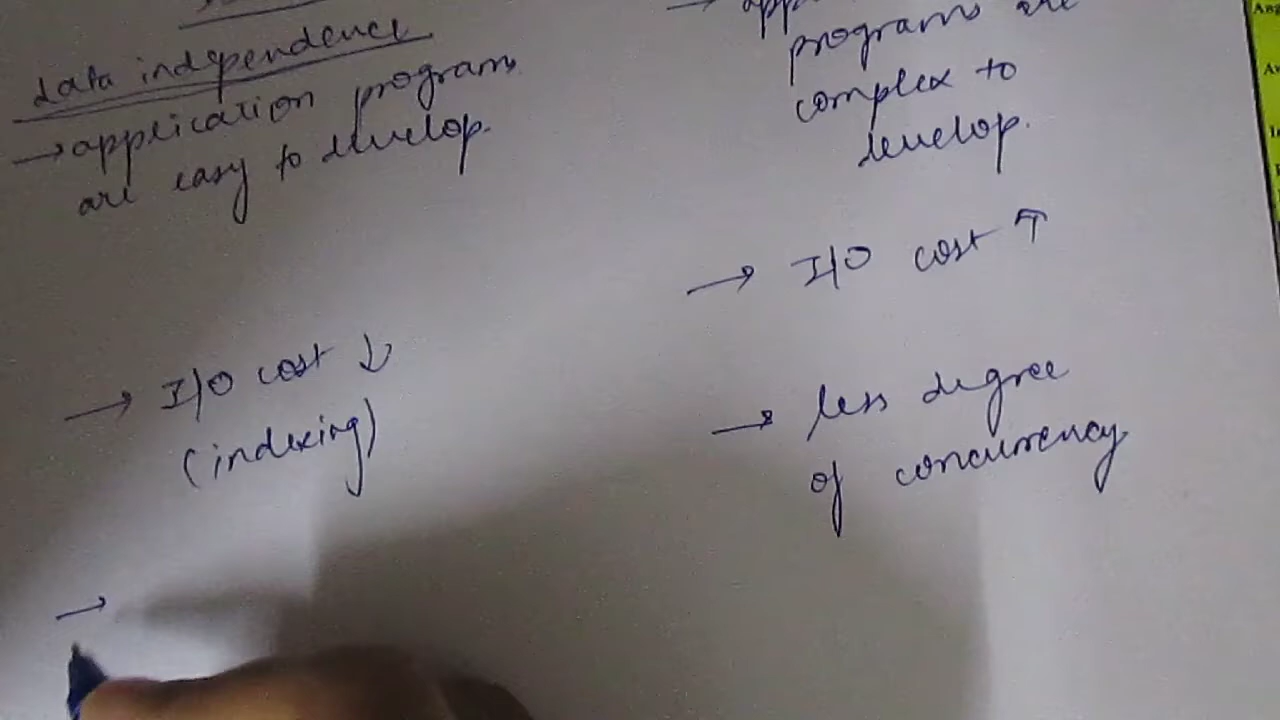 data independence
→ application programs
are easy to develop.
→ I/O cost ↓
(indexing)
→
programs are
complex to
develop.
→ I/O cost ↑
→ less degree
of concurrency